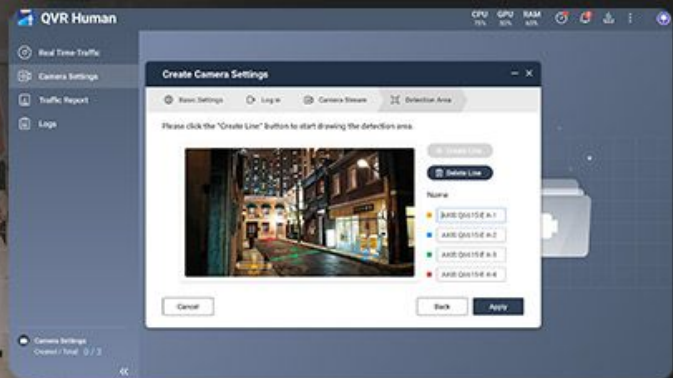 QVR Human
CPU GPU RAM
Real Time-Traffic
Camera Settings
Traffic Report
Logs
Create Camera Settings
Basic Settings
Log in
Camera Stream
Detection Area
Please click the "Create Line" button to start drawing the detection area.
Create Line
Delete Line
Name
Cancel
Back
Apply
Camera Settings
Created / Total 0 / 3